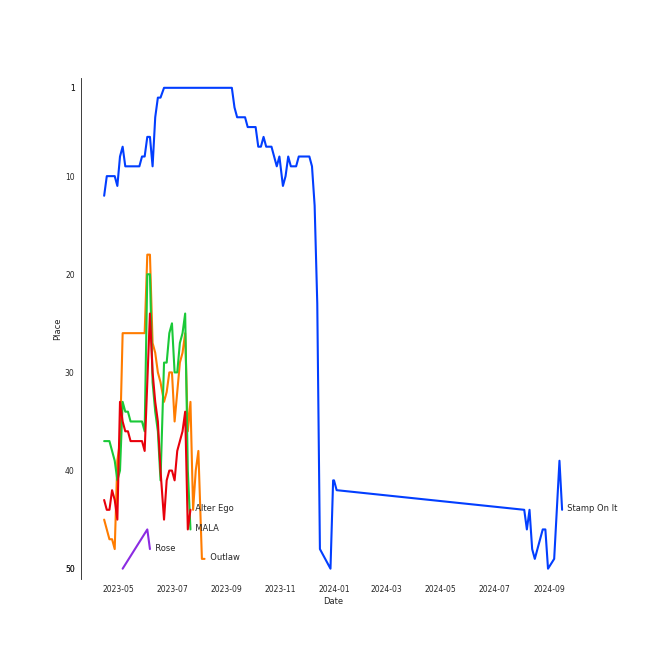 1
10
20
30
40
50
Place
Alter Ego
Stamp On It
MALA
Rose
Outlaw
2023-05
2023-07
2023-09
2023-11
2024-01
2024-03
2024-05
2024-07
2024-09
Date